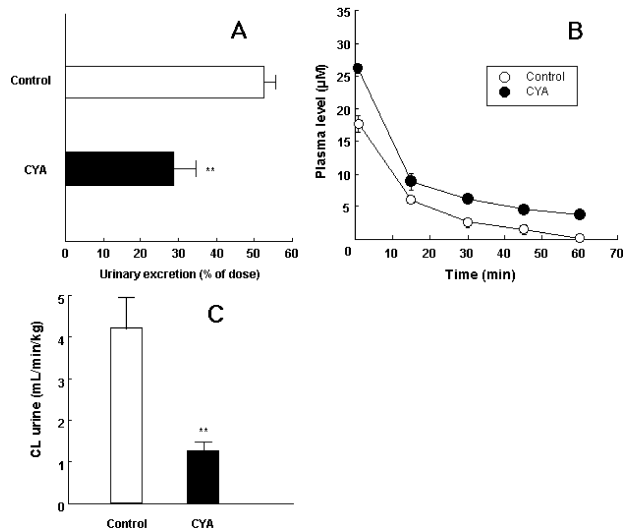 A
Control
CYA
**
0 10 20 30 40 50 60
Urinary excretion (% of dose)
B
Plasma level (µM)
35
30
25
20
15
10
5
0
Control
CYA
0 10 20 30 40 50 60 70
Time (min)
C
CL urine (mL/min/kg)
5
4
3
2
1
0
**
Control CYA